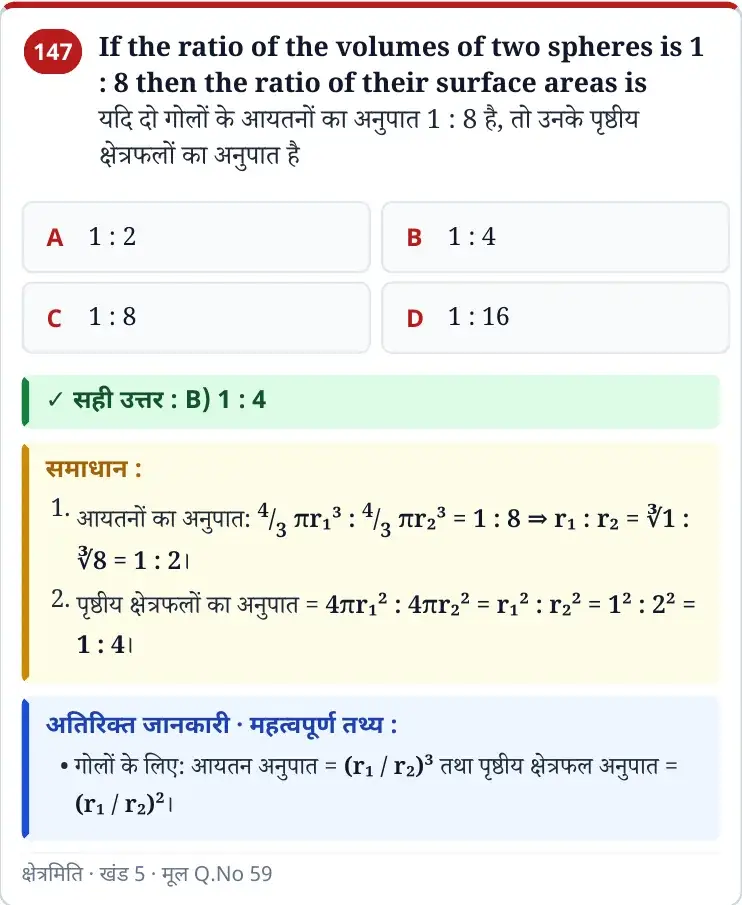 147
If the ratio of the volumes of two spheres is 1
: 8 then the ratio of their surface areas is
यदि दो गोलों के आयतनों का अनुपात 1 : 8 है, तो उनके पृष्ठीय
क्षेत्रफलों का अनुपात है
A 1 : 2
B 1 : 4
C 1 : 8
D 1 : 16
✓ सही उत्तर : B) 1 : 4
समाधान :
1. आयतनों का अनुपात: ⁴/₃ πr₁³ : ⁴/₃ πr₂³ = 1 : 8 ⇒ r₁ : r₂ = ∛1 :
∛8 = 1 : 2।
2. पृष्ठीय क्षेत्रफलों का अनुपात = 4πr₁² : 4πr₂² = r₁² : r₂² = 1² : 2² =
1 : 4।
अतिरिक्त जानकारी · महत्वपूर्ण तथ्य :
• गोलों के लिए: आयतन अनुपात = (r₁ / r₂)³ तथा पृष्ठीय क्षेत्रफल अनुपात =
(r₁ / r₂)²।
क्षेत्रमिति · खंड 5 · मूल Q.No 59